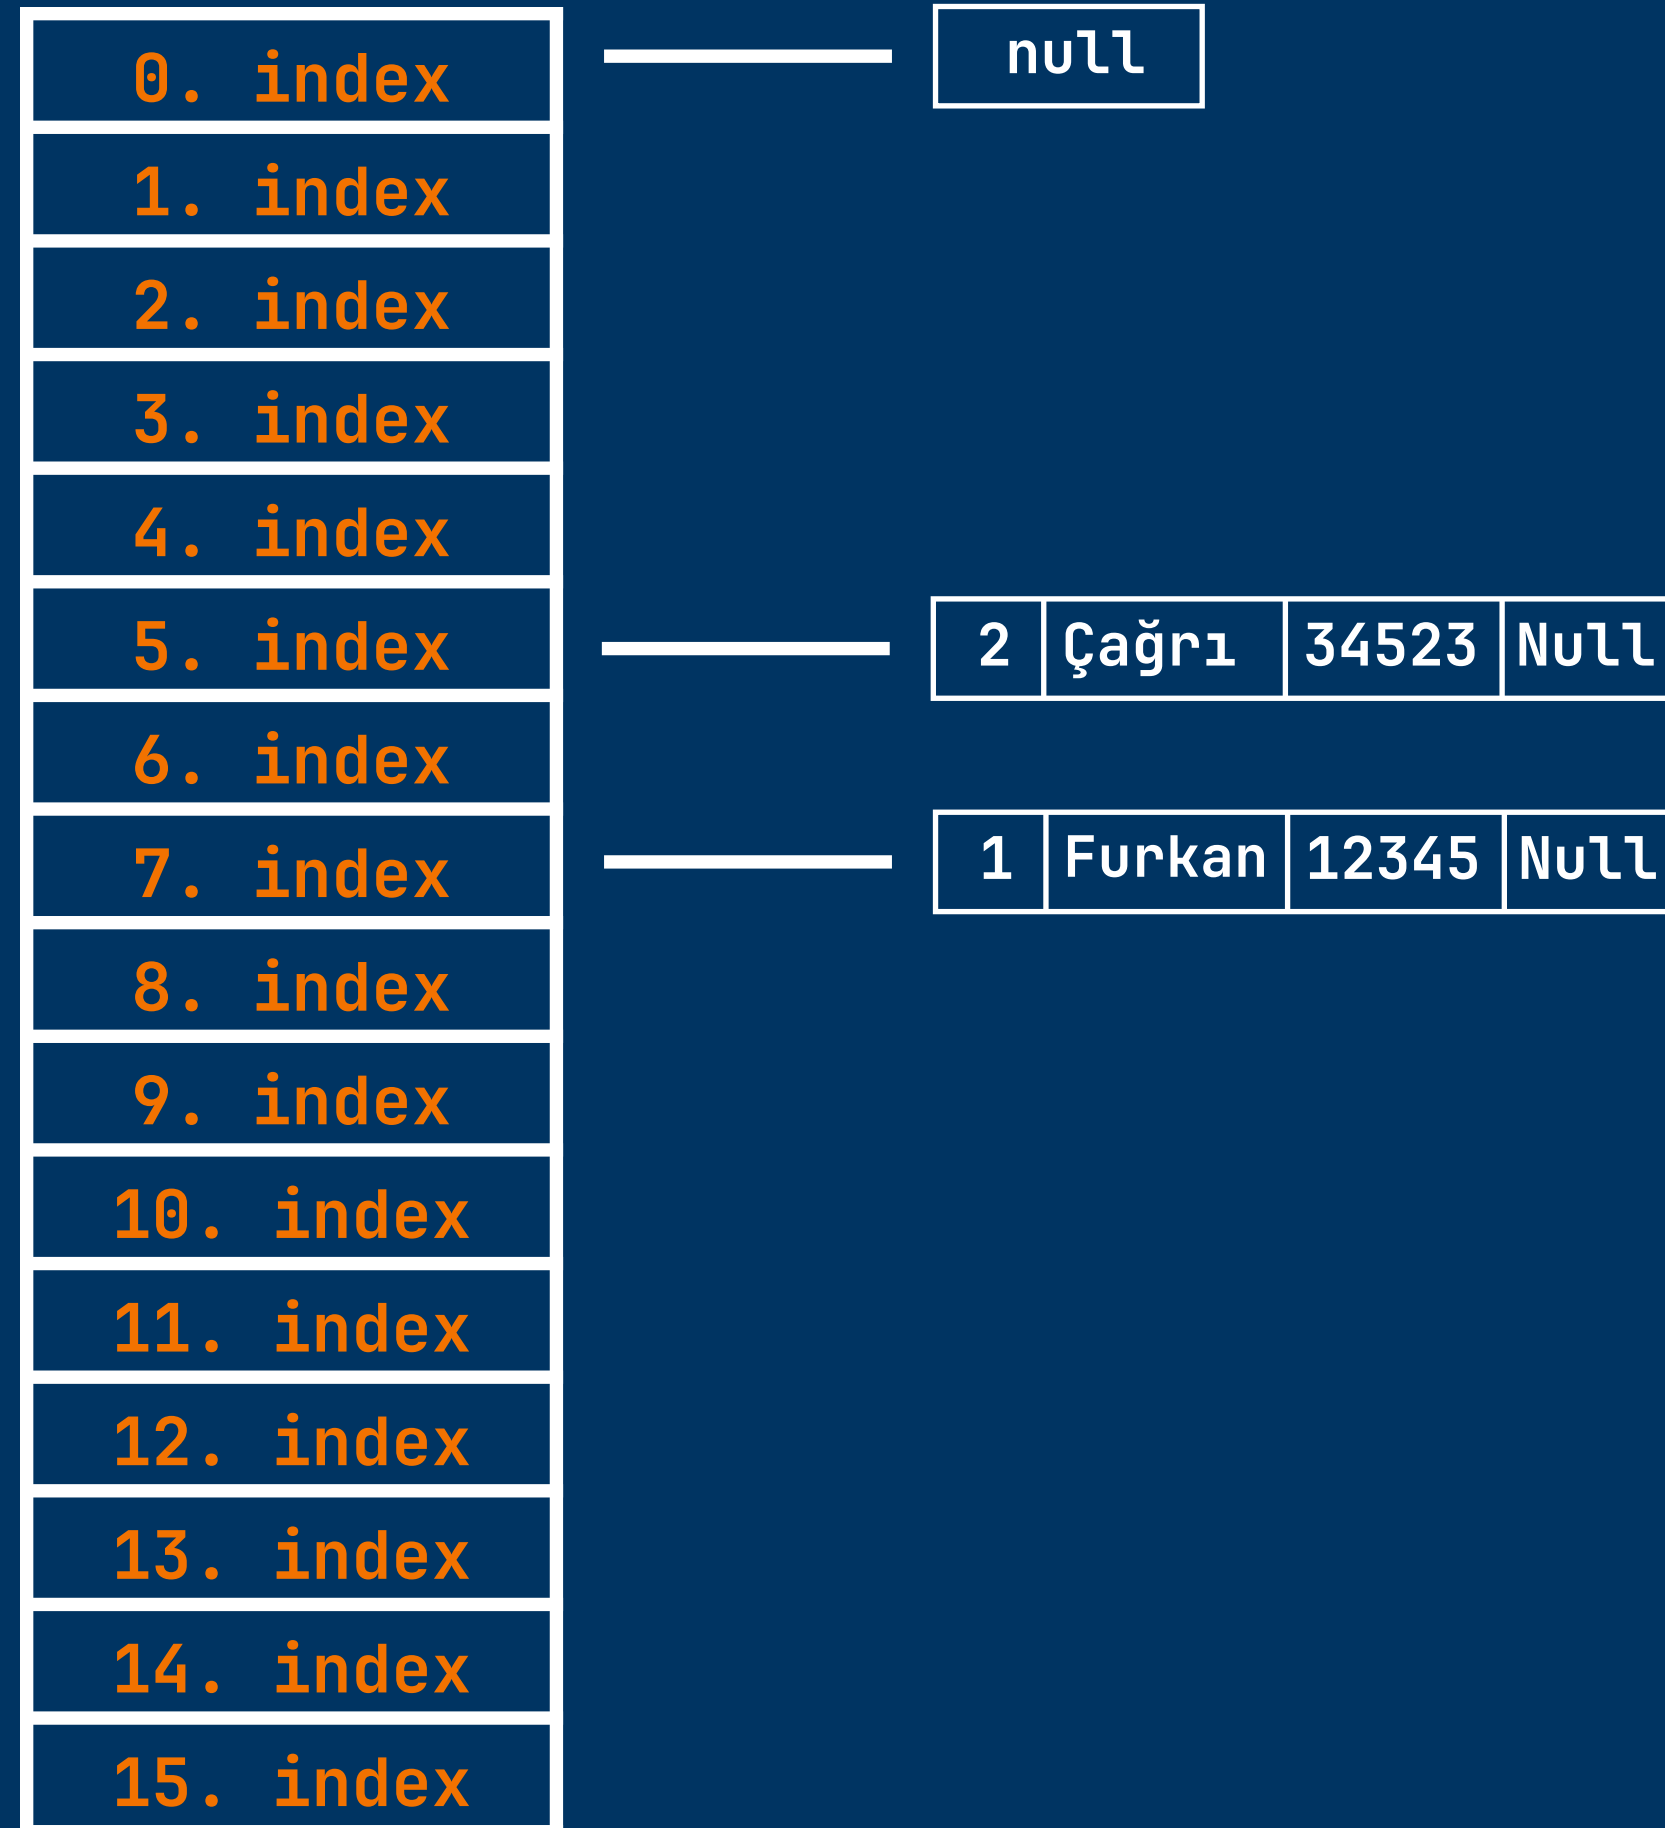 0. index
null
1. index
2. index
3. index
4. index
5. index
2 Çağrı 34523 Null
6. index
7. index
1 Furkan 12345 Null
8. index
9. index
10. index
11. index
12. index
13. index
14. index
15. index